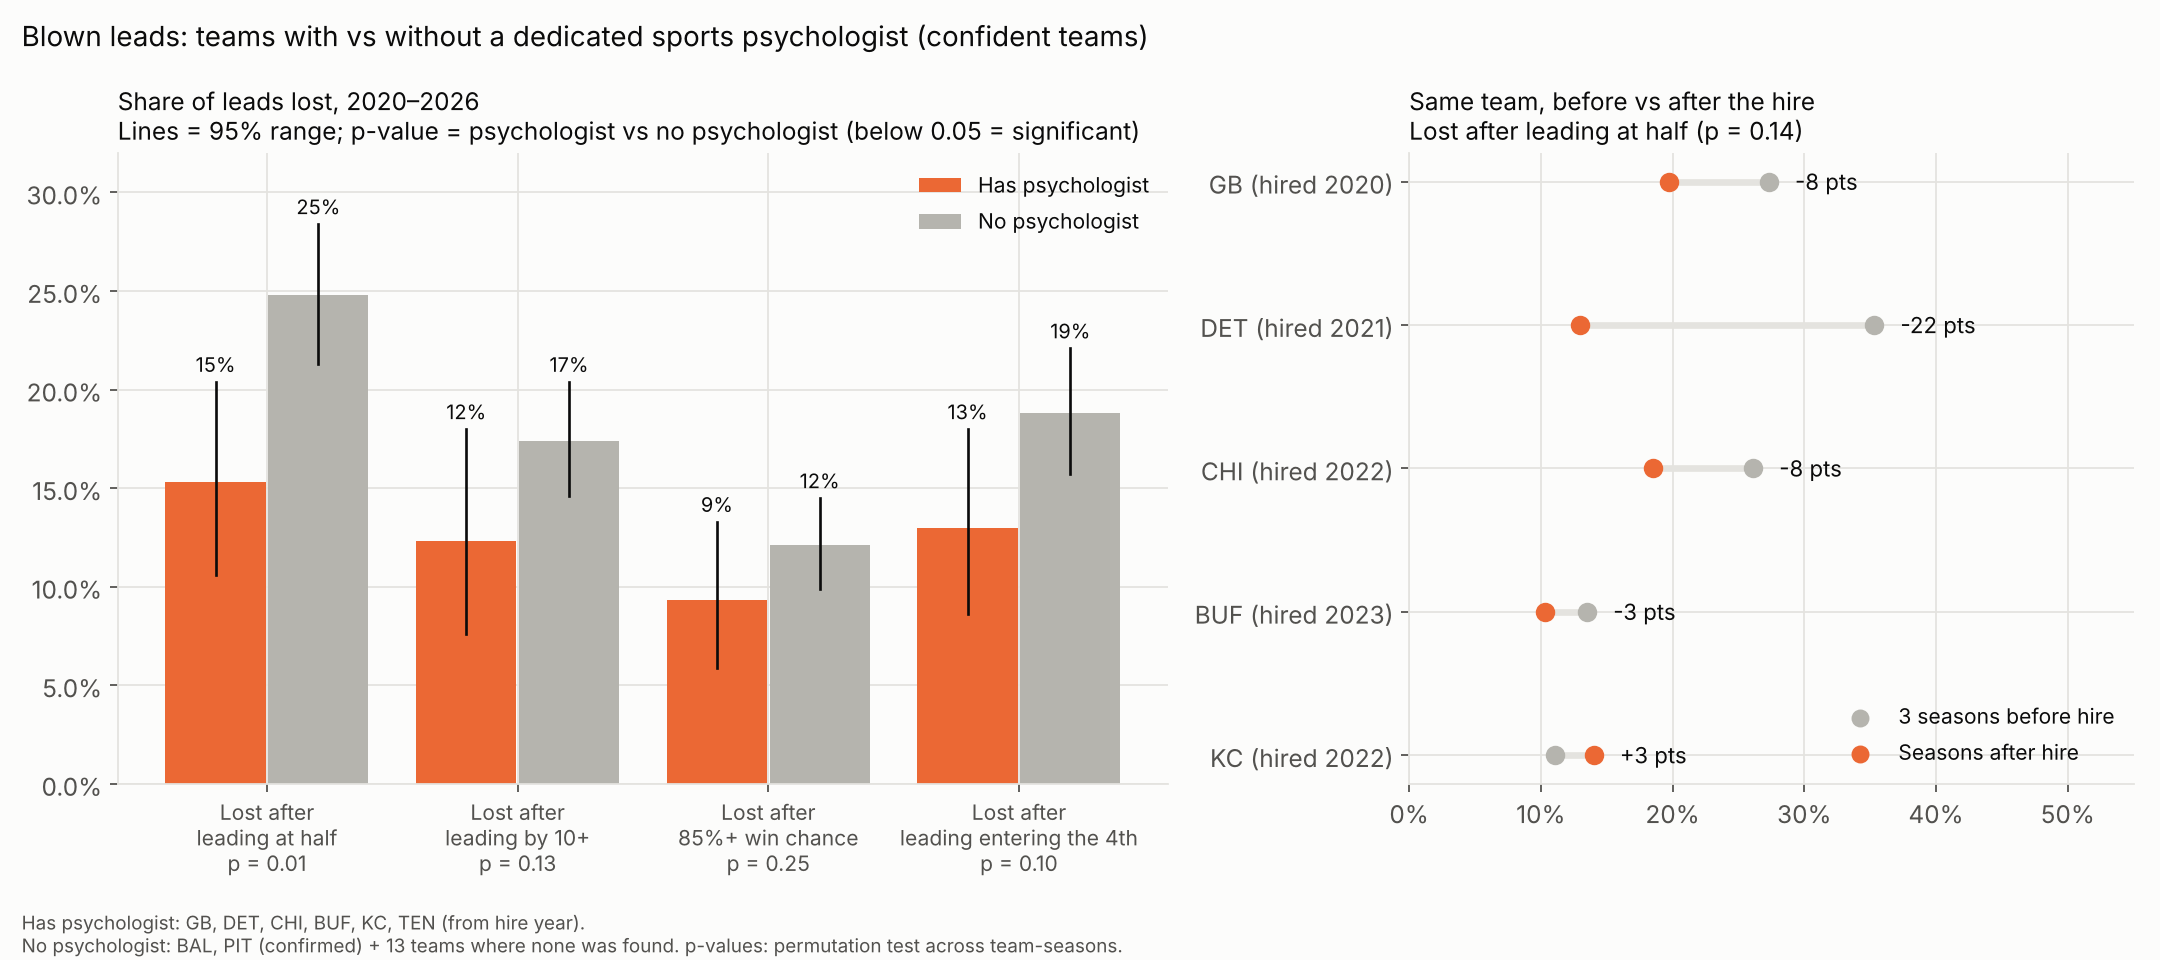 Blown leads: teams with vs without a dedicated sports psychologist (confident teams)
Share of leads lost, 2020–2026
Lines = 95% range; p-value = psychologist vs no psychologist (below 0.05 = significant)
30.0%
25.0%
20.0%
15.0%
10.0%
5.0%
0.0%
Has psychologist
No psychologist
15%
25%
12%
17%
9%
12%
13%
19%
Lost after
leading at half
p = 0.01
Lost after
leading by 10+
p = 0.13
Lost after
85%+ win chance
p = 0.25
Lost after
leading entering the 4th
p = 0.10
Same team, before vs after the hire
Lost after leading at half (p = 0.14)
GB (hired 2020)
-8 pts
DET (hired 2021)
-22 pts
CHI (hired 2022)
-8 pts
BUF (hired 2023)
-3 pts
KC (hired 2022)
+3 pts
3 seasons before hire
Seasons after hire
0%
10%
20%
30%
40%
50%
Has psychologist: GB, DET, CHI, BUF, KC, TEN (from hire year).
No psychologist: BAL, PIT (confirmed) + 13 teams where none was found. p-values: permutation test across team-seasons.